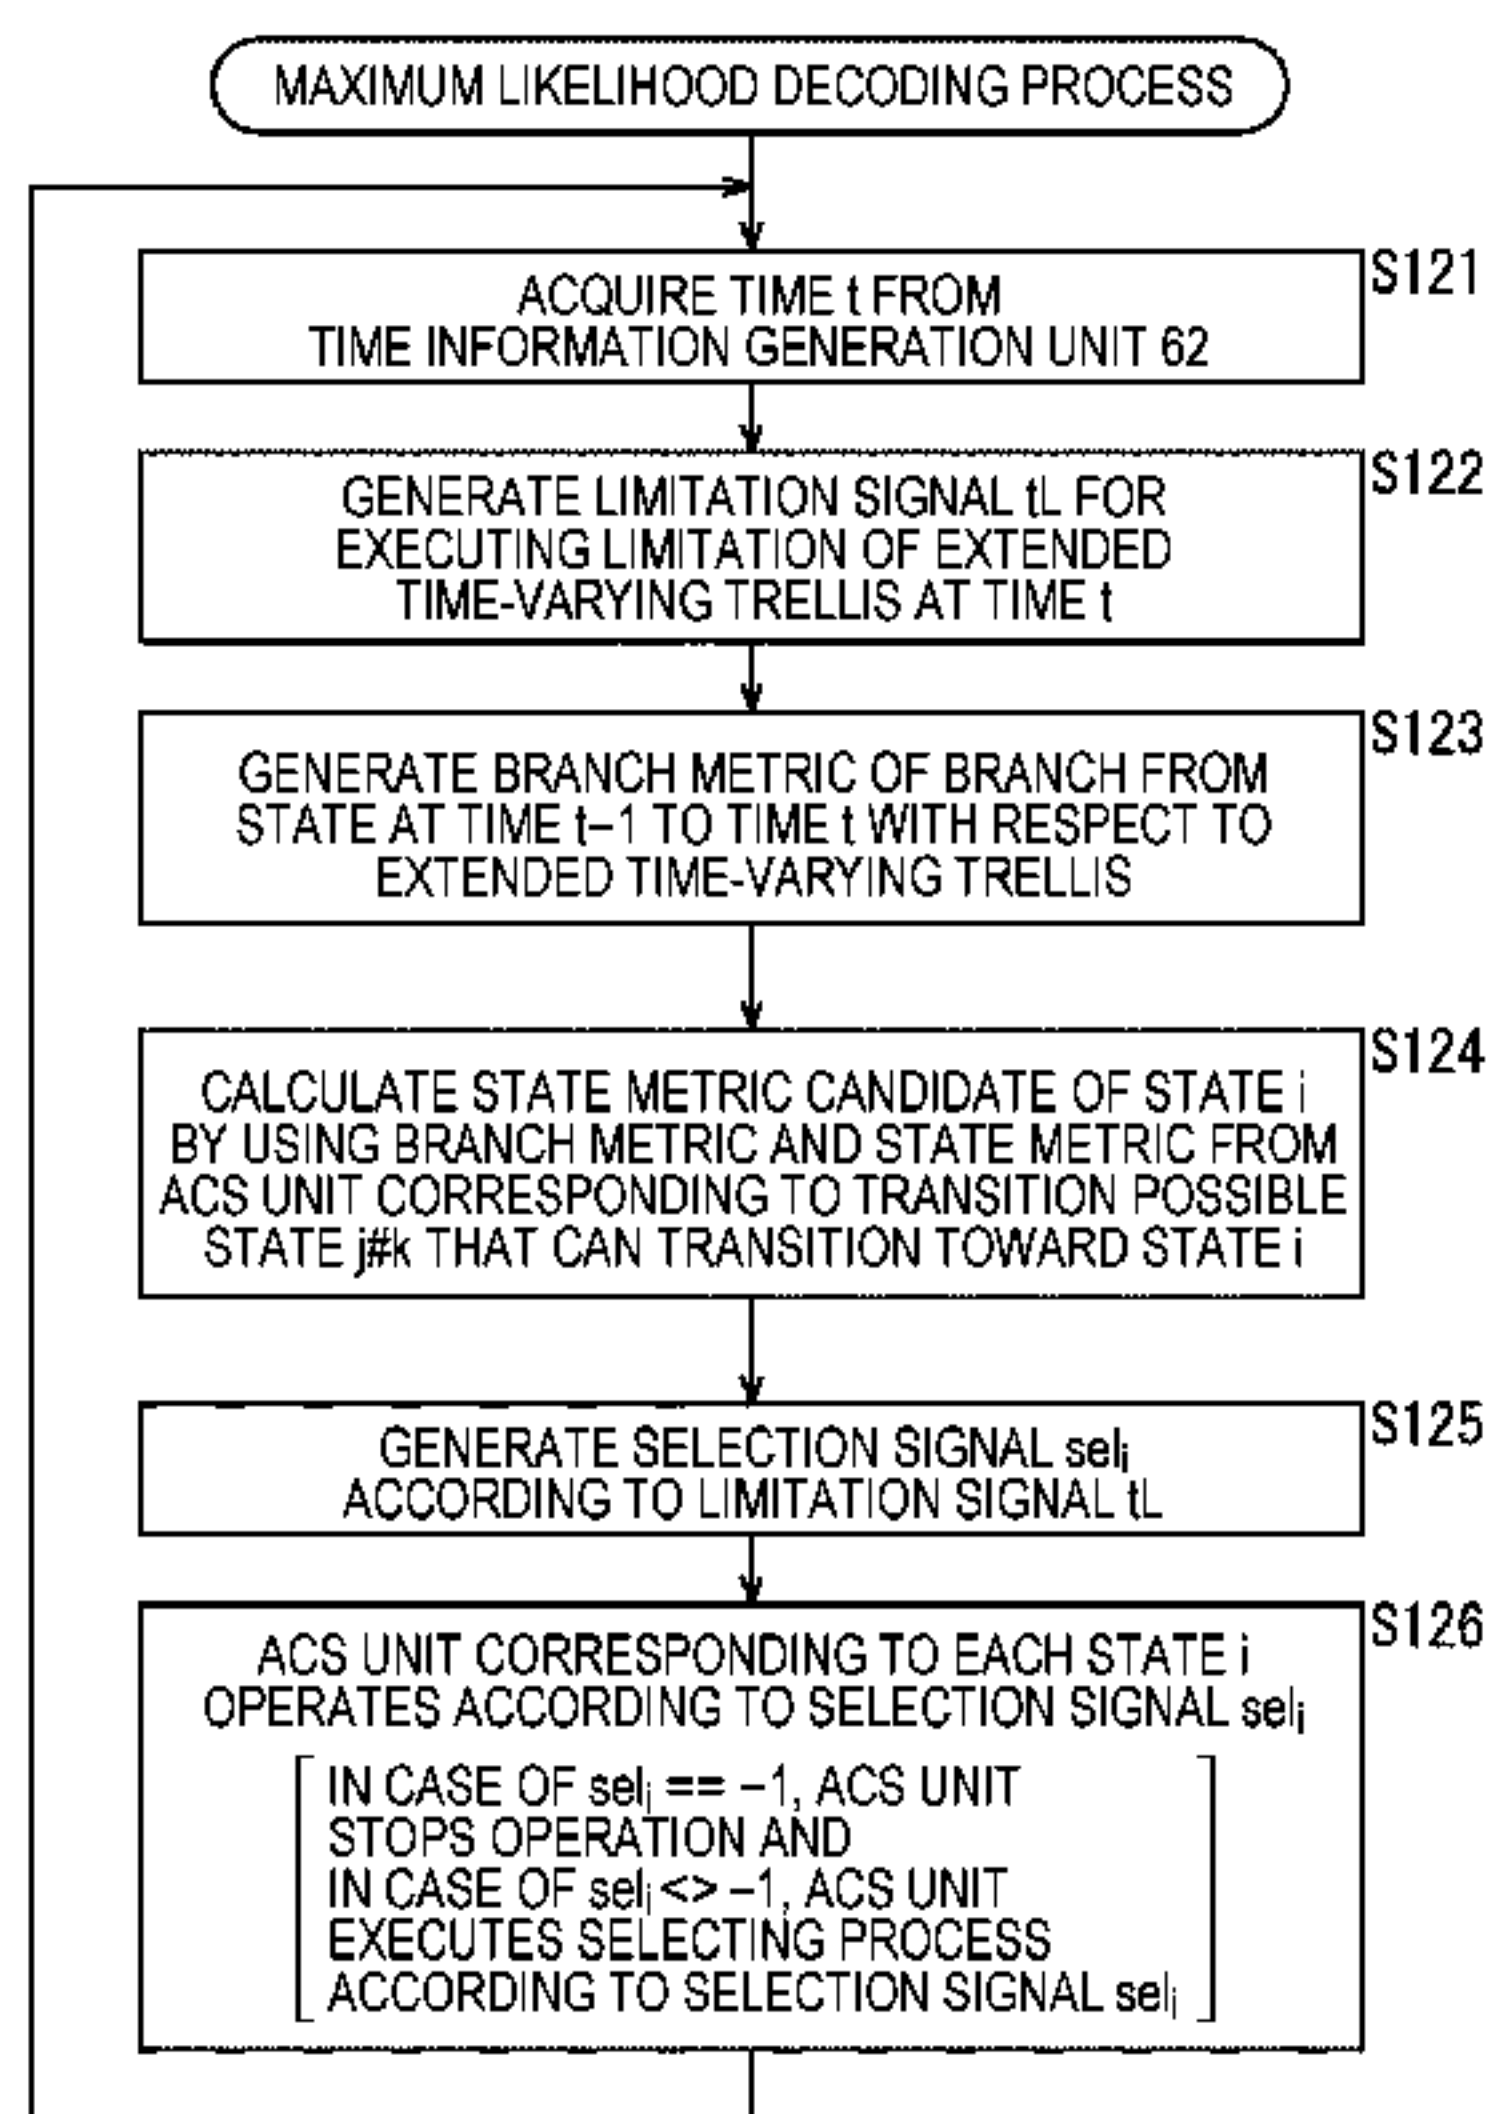 MAXIMUM LIKELIHOOD DECODING PROCESS
S121
ACQUIRE TIME t FROM
TIME INFORMATION GENERATION UNIT 62
S122
GENERATE LIMITATION SIGNAL tL FOR
EXECUTING LIMITATION OF EXTENDED
TIME-VARYING TRELLIS AT TIME t
S123
GENERATE BRANCH METRIC OF BRANCH FROM
STATE AT TIME t–1 TO TIME t WITH RESPECT TO
EXTENDED TIME-VARYING TRELLIS
S124
CALCULATE STATE METRIC CANDIDATE OF STATE i
BY USING BRANCH METRIC AND STATE METRIC FROM
ACS UNIT CORRESPONDING TO TRANSITION POSSIBLE
STATE j#k THAT CAN TRANSITION TOWARD STATE i
S125
GENERATE SELECTION SIGNAL selᵢ
ACCORDING TO LIMITATION SIGNAL tL
S126
ACS UNIT CORRESPONDING TO EACH STATE i
OPERATES ACCORDING TO SELECTION SIGNAL selᵢ
IN CASE OF selᵢ == –1, ACS UNIT
STOPS OPERATION AND
IN CASE OF selᵢ <> –1, ACS UNIT
EXECUTES SELECTING PROCESS
ACCORDING TO SELECTION SIGNAL selᵢ